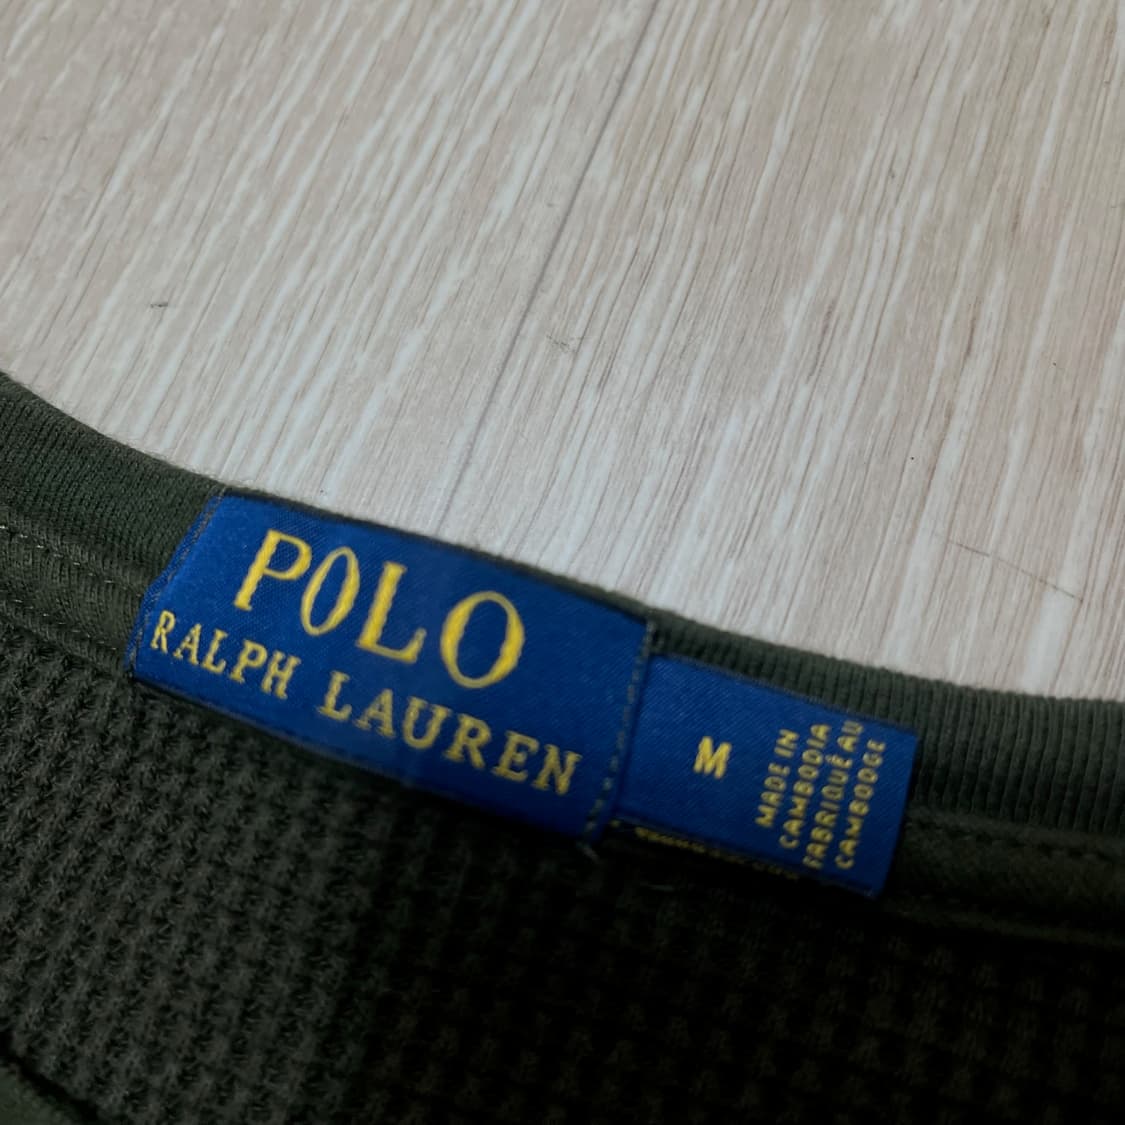 POLO
RALPH LAUREN
M
MADE IN
CAMBODIA
FABRIQUÉ AU
CAMBODGE